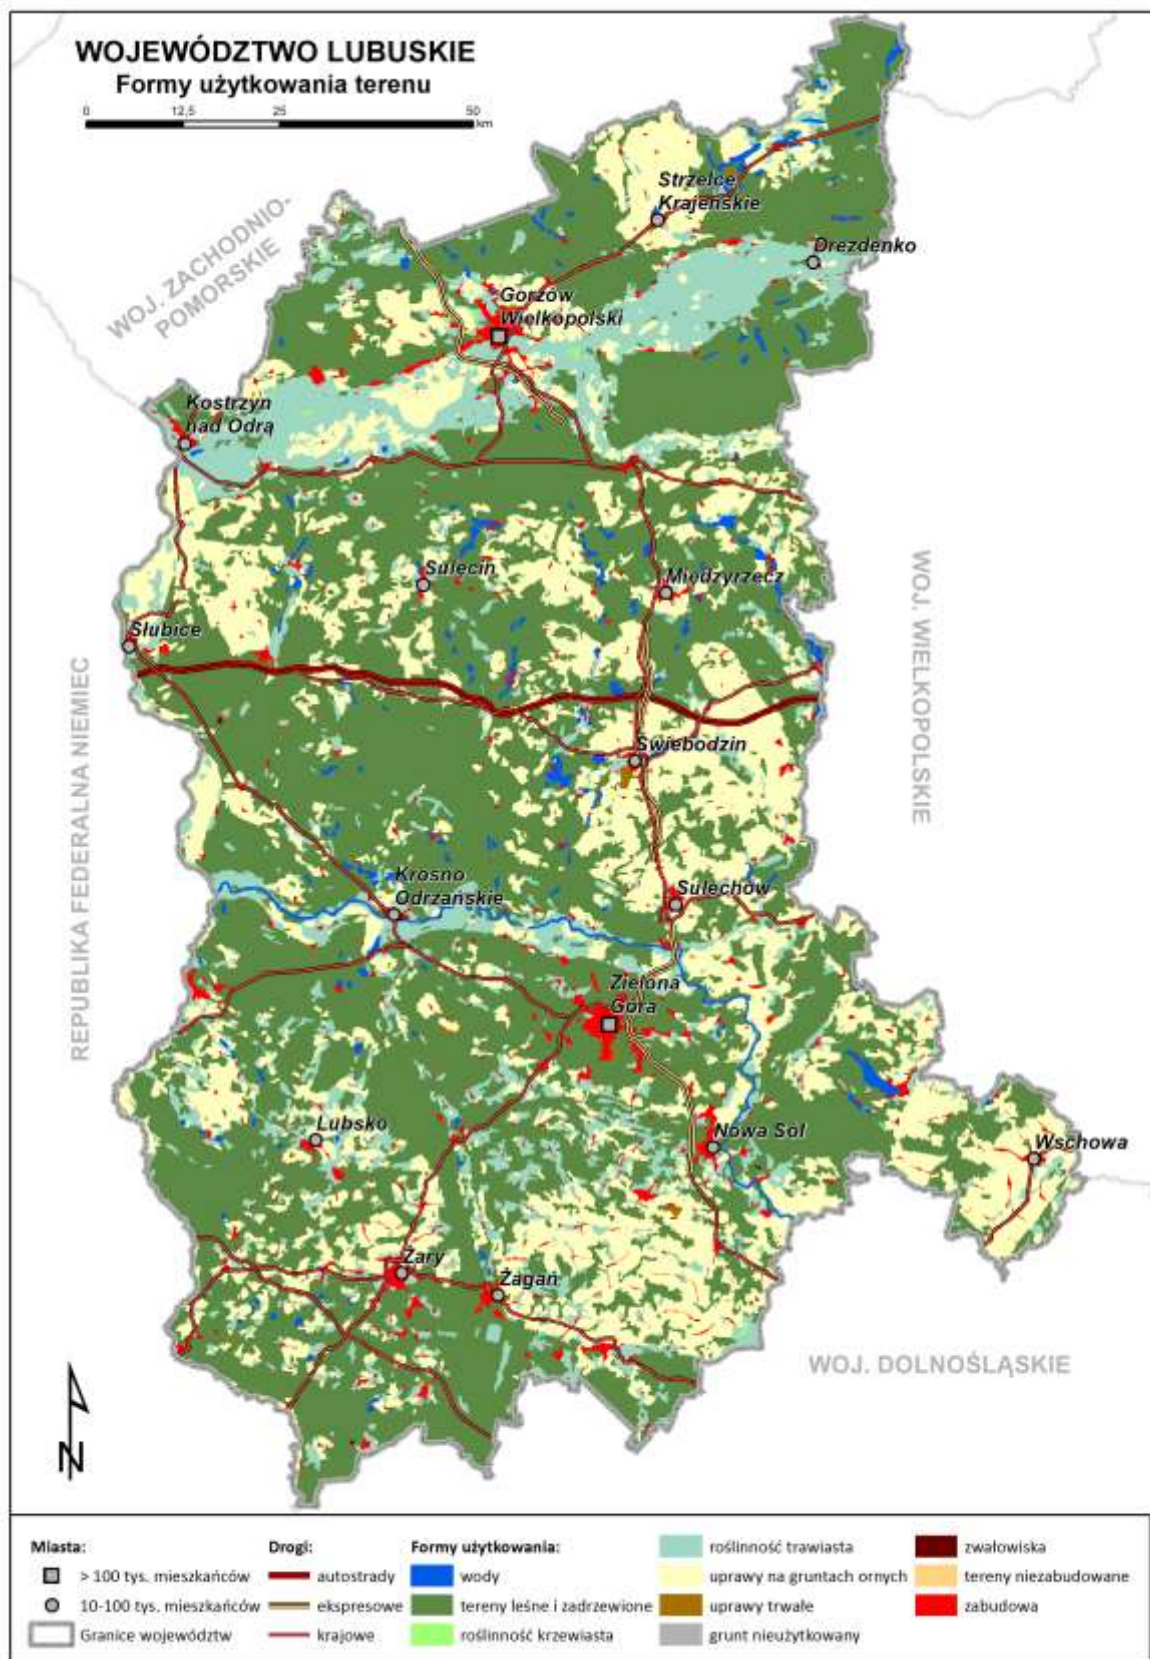 WOJEWÓDZTWO LUBUSKIE
Formy użytkowania terenu
0 12,5 25 50
km
Strzelce
Krajeńskie
Drezdenko
WOJ. ZACHODNIO-
POMORSKIE
Gorzów
Wielkopolski
Kostrzyn
nad Odrą
Sulęcin
Międzyrzecz
WOJ. WIELKOPOLSKIE
Słubice
REPUBLIKA FEDERALNA NIEMIEC
Świebodzin
Krosno
Odrzańskie
Sulechów
Zielona
Góra
Lubsko
Nowa Sól
Wschowa
Żary
Żagań
WOJ. DOLNOŚLĄSKIE
N
Miasta:
> 100 tys. mieszkańców
10-100 tys. mieszkańców
Granice województw
Drogi:
autostrady
ekspresowe
krajowe
Formy użytkowania:
wody
tereny leśne i zadrzewione
roślinność krzewiasta
roślinność trawiasta
uprawy na gruntach ornych
uprawy trwałe
grunt nieużytkowany
zwałowiska
tereny niezabudowane
zabudowa